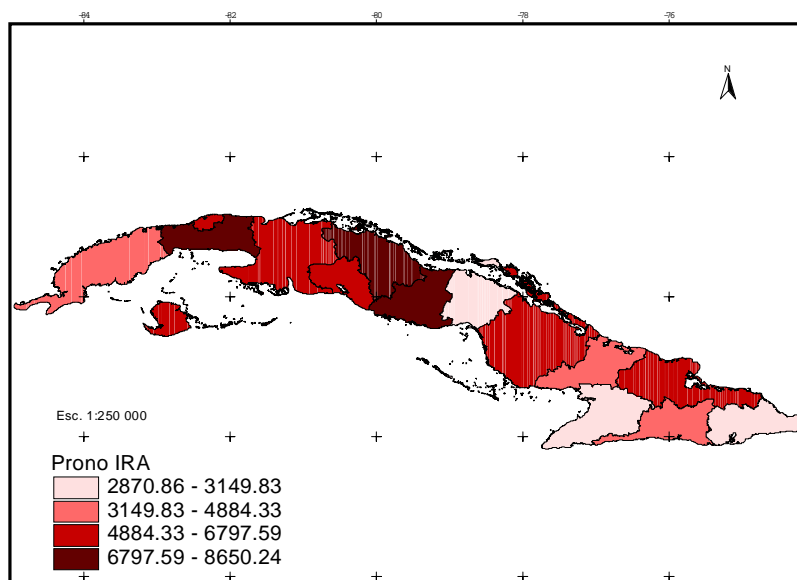 -84 -82 -80 -78 -76
N
Esc. 1:250 000
Prono IRA
2870.86 - 3149.83
3149.83 - 4884.33
4884.33 - 6797.59
6797.59 - 8650.24